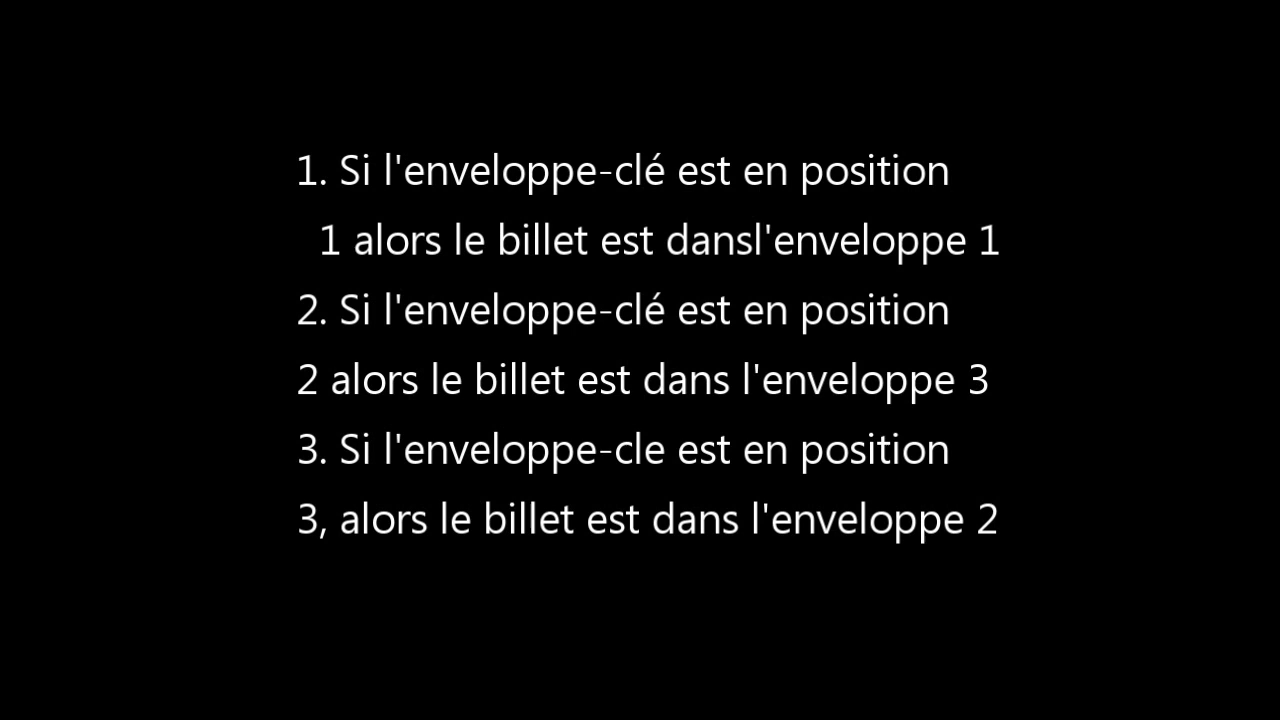 1. Si l'enveloppe-clé est en position
1 alors le billet est dansl'enveloppe 1
2. Si l'enveloppe-clé est en position
2 alors le billet est dans l'enveloppe 3
3. Si l'enveloppe-cle est en position
3, alors le billet est dans l'enveloppe 2